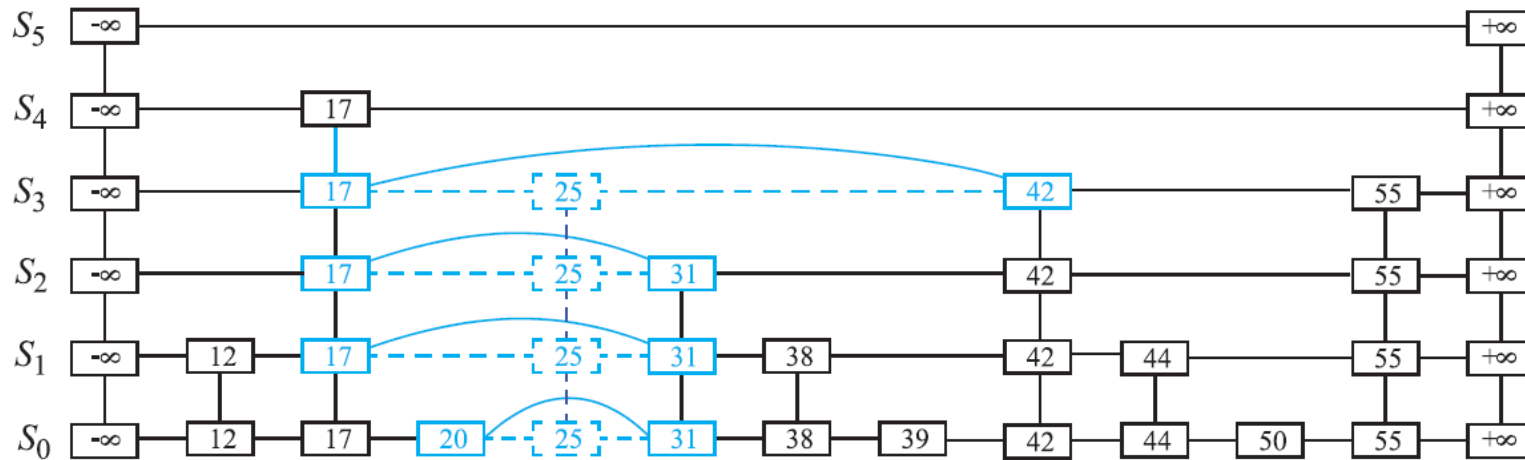 S5 -∞ +∞
S4 -∞ 17 +∞
S3 -∞ 17 25 42 55 +∞
S2 -∞ 17 25 31 42 55 +∞
S1 -∞ 12 17 25 31 38 42 44 55 +∞
S0 -∞ 12 17 20 25 31 38 39 42 44 50 55 +∞